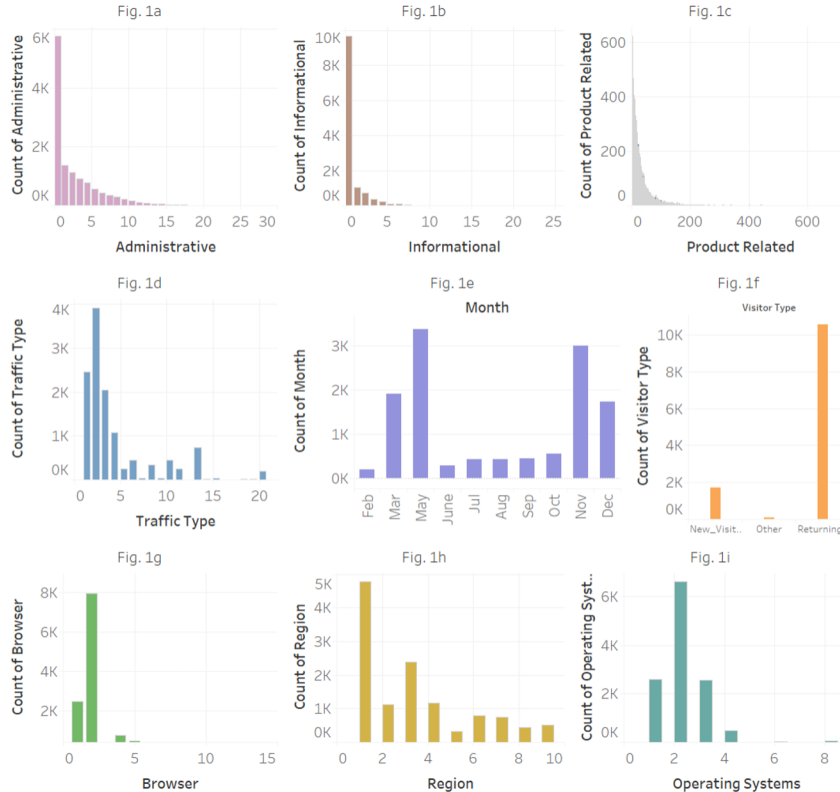 Fig. 1a
Fig. 1b
Fig. 1c
Count of Administrative
6K
4K
2K
0K
0 5 10 15 20 25 30
Administrative
Count of Informational
10K
8K
6K
4K
2K
0K
0 5 10 15 20 25
Informational
Count of Product Related
600
400
200
0
0 200 400 600
Product Related
Fig. 1d
Fig. 1e
Fig. 1f
Count of Traffic Type
4K
3K
2K
1K
0K
0 5 10 15 20
Traffic Type
Month
Count of Month
3K
2K
1K
0K
Feb Mar May June Jul Aug Sep Oct Nov Dec
Visitor Type
Count of Visitor Type
10K
8K
6K
4K
2K
0K
New_Visit.. Other Returning
Fig. 1g
Fig. 1h
Fig. 1i
Count of Browser
8K
6K
4K
2K
0 5 10 15
Browser
Count of Region
5K
4K
3K
2K
1K
0K
0 2 4 6 8 10
Region
Count of Operating Syst..
6K
4K
2K
0K
0 2 4 6 8
Operating Systems